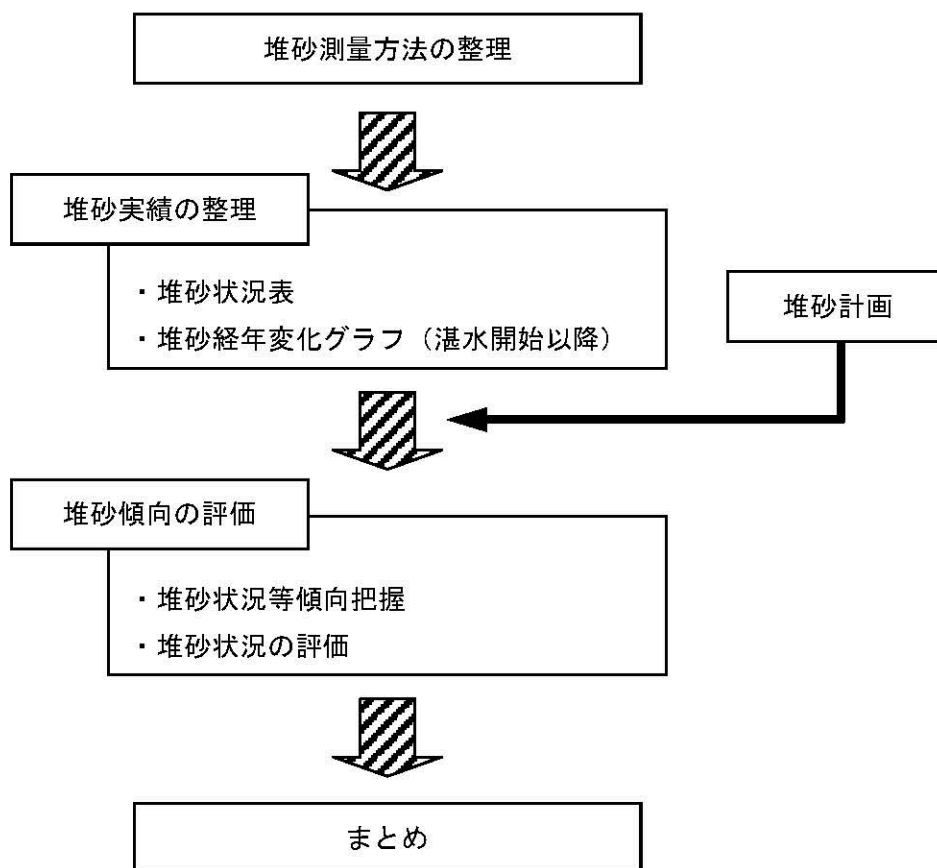 堆砂測量方法の整理
堆砂実績の整理
・堆砂状況表
・堆砂経年変化グラフ（湛水開始以降）
堆砂計画
堆砂傾向の評価
・堆砂状況等傾向把握
・堆砂状況の評価
まとめ